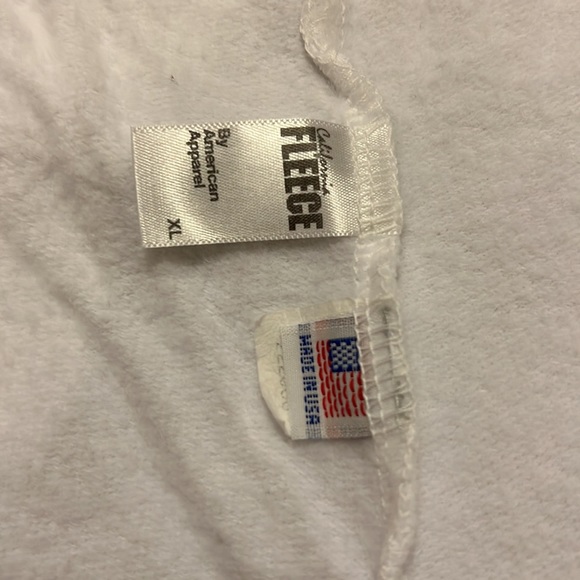 California
FLEECE
By
American
Apparel
XL
MADE IN USA